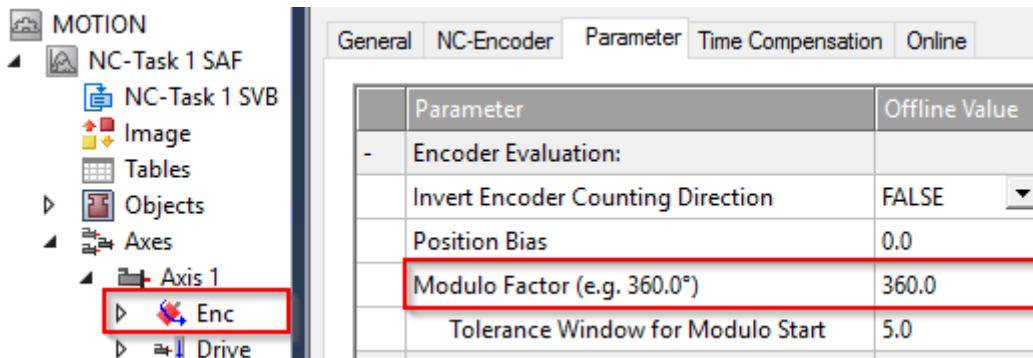 MOTION
NC-Task 1 SAF
NC-Task 1 SVB
Image
Tables
Objects
Axes
Axis 1
Enc
Drive
General NC-Encoder Parameter Time Compensation Online
Parameter Offline Value
- Encoder Evaluation:
Invert Encoder Counting Direction FALSE
Position Bias 0.0
Modulo Factor (e.g. 360.0°) 360.0
Tolerance Window for Modulo Start 5.0